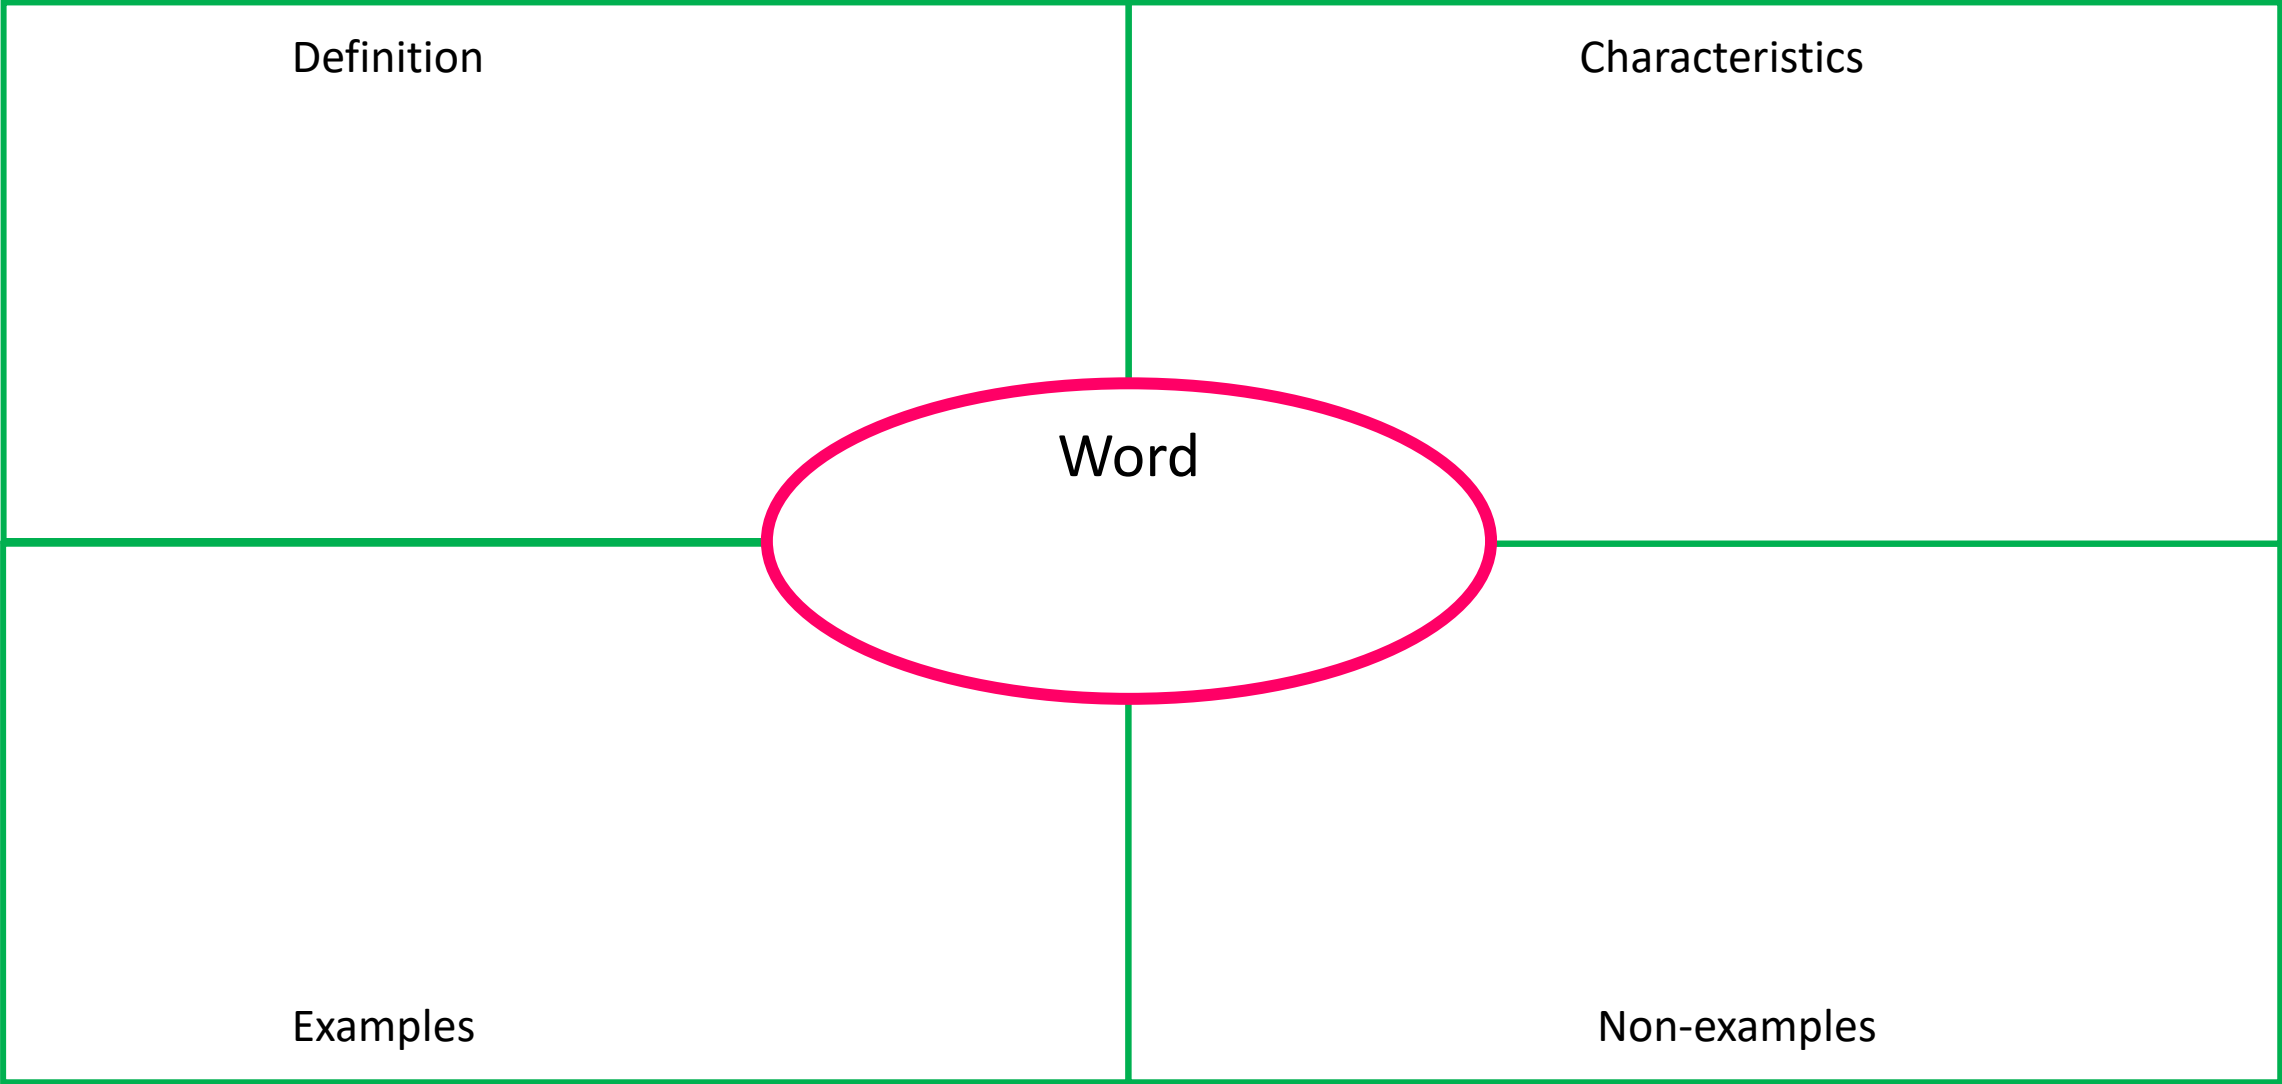 Definition
Characteristics
Word
Examples
Non-examples